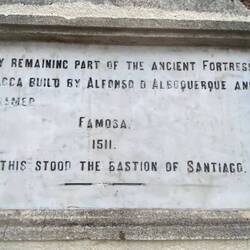 Y REMAINING PART OF THE ANCIENT FORTRESS
ACCA BUILD BY ALFONSO D ALBOQUERQUE AND
NAMED
FAMOSA.
1511.
THIS STOOD THE BASTION OF SANTIAGO.